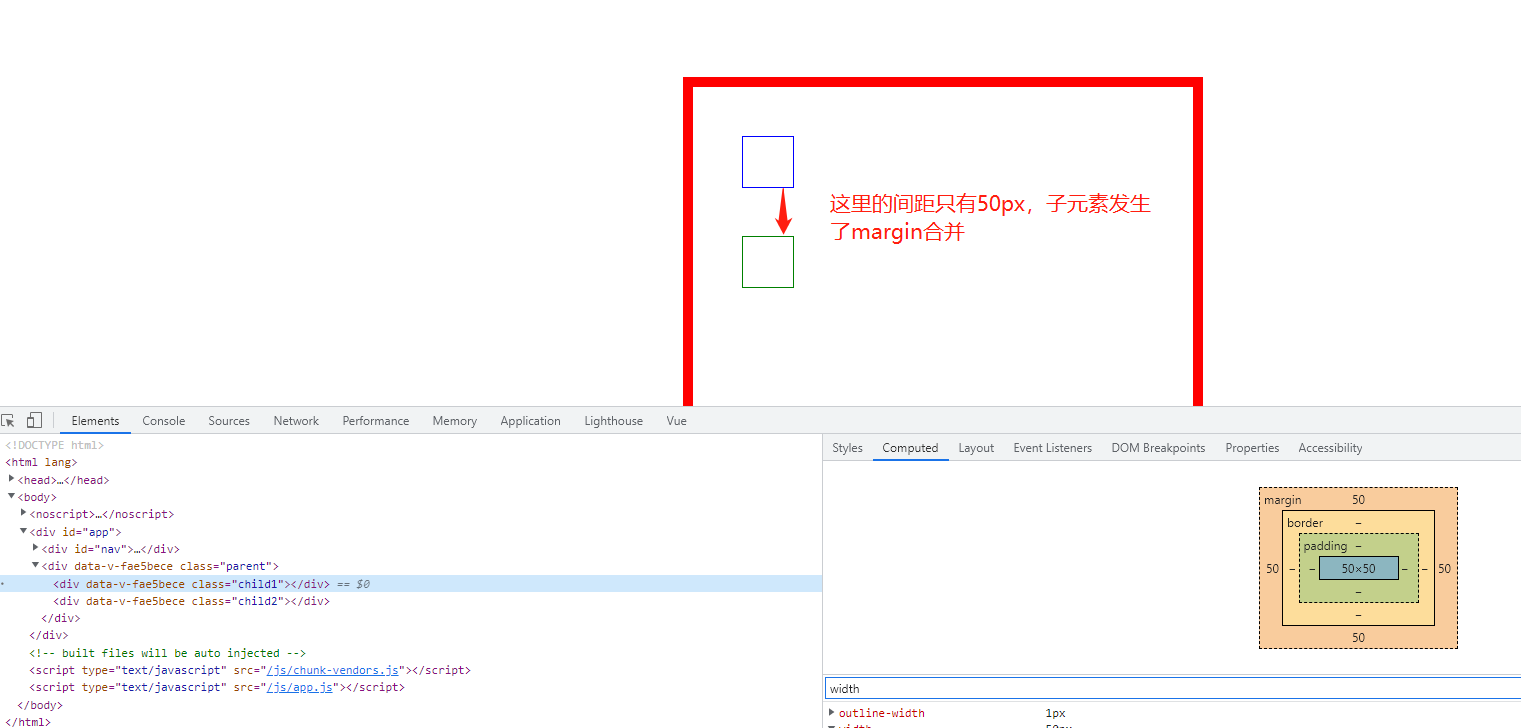 这里的间距只有50px，子元素发生
了margin合并
Elements Console Sources Network Performance Memory Application Lighthouse Vue
<!DOCTYPE html>
<html lang>
<head>…</head>
<body>
<noscript>…</noscript>
<div id="app">
<div id="nav">…</div>
<div data-v-fae5bece class="parent">
<div data-v-fae5bece class="child1"></div> == $0
<div data-v-fae5bece class="child2"></div>
</div>
</div>
<!-- built files will be auto injected -->
<script type="text/javascript" src="/js/chunk-vendors.js"></script>
<script type="text/javascript" src="/js/app.js"></script>
</body>
</html>
Styles Computed Layout Event Listeners DOM Breakpoints Properties Accessibility
margin 50
border –
padding –
50 – – 50×50 – – 50
–
–
50
width
outline-width 1px
width 50px